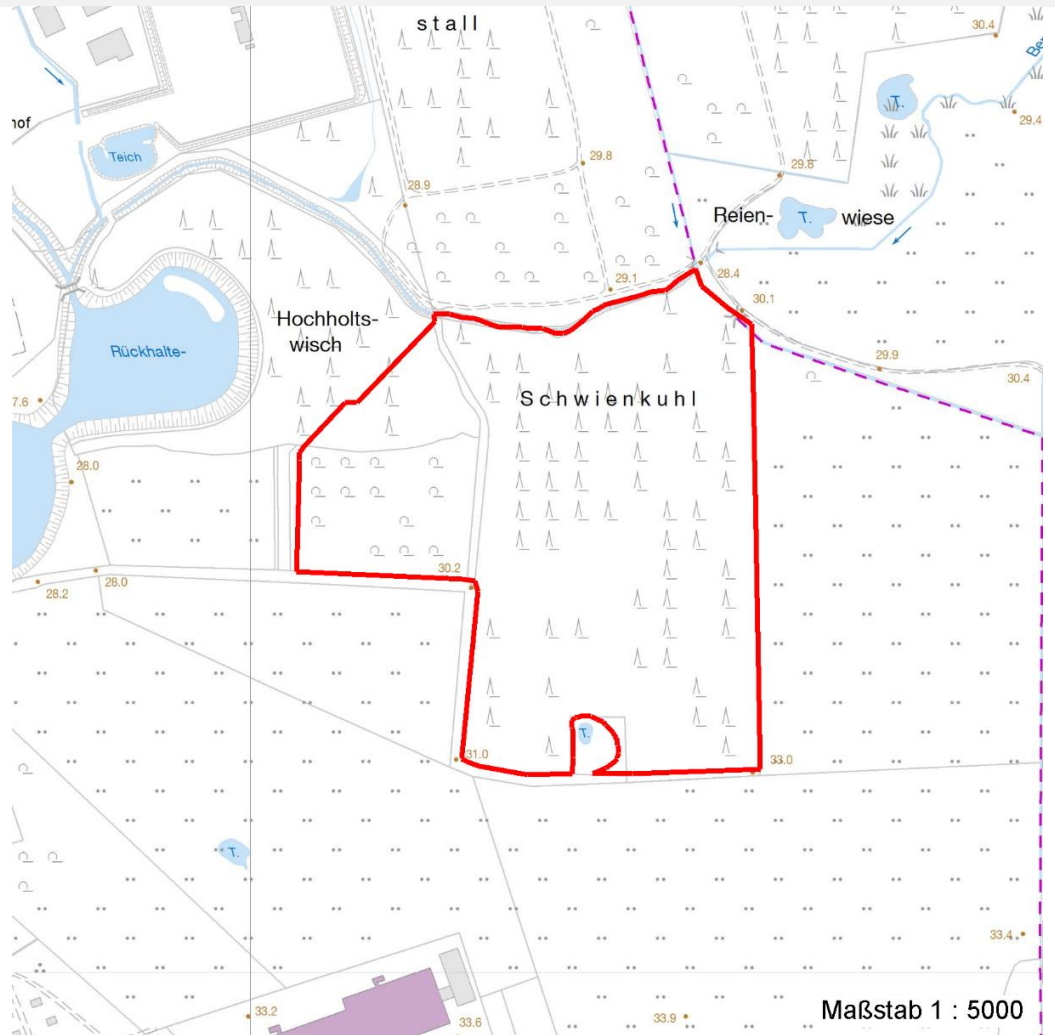 stall
30.4
Be
hof
T.
29.4
Teich
29.8
29.8
28.9
Reien-
T.
wiese
28.4
29.1
30.1
Hochholts-
wisch
Rückhalte-
29.9
30.4
Schwienkuhl
7.6
28.0
30.2
28.0
28.2
T.
31.0
33.0
T.
33.4
33.2
33.6
33.9
Maßstab 1 : 5000